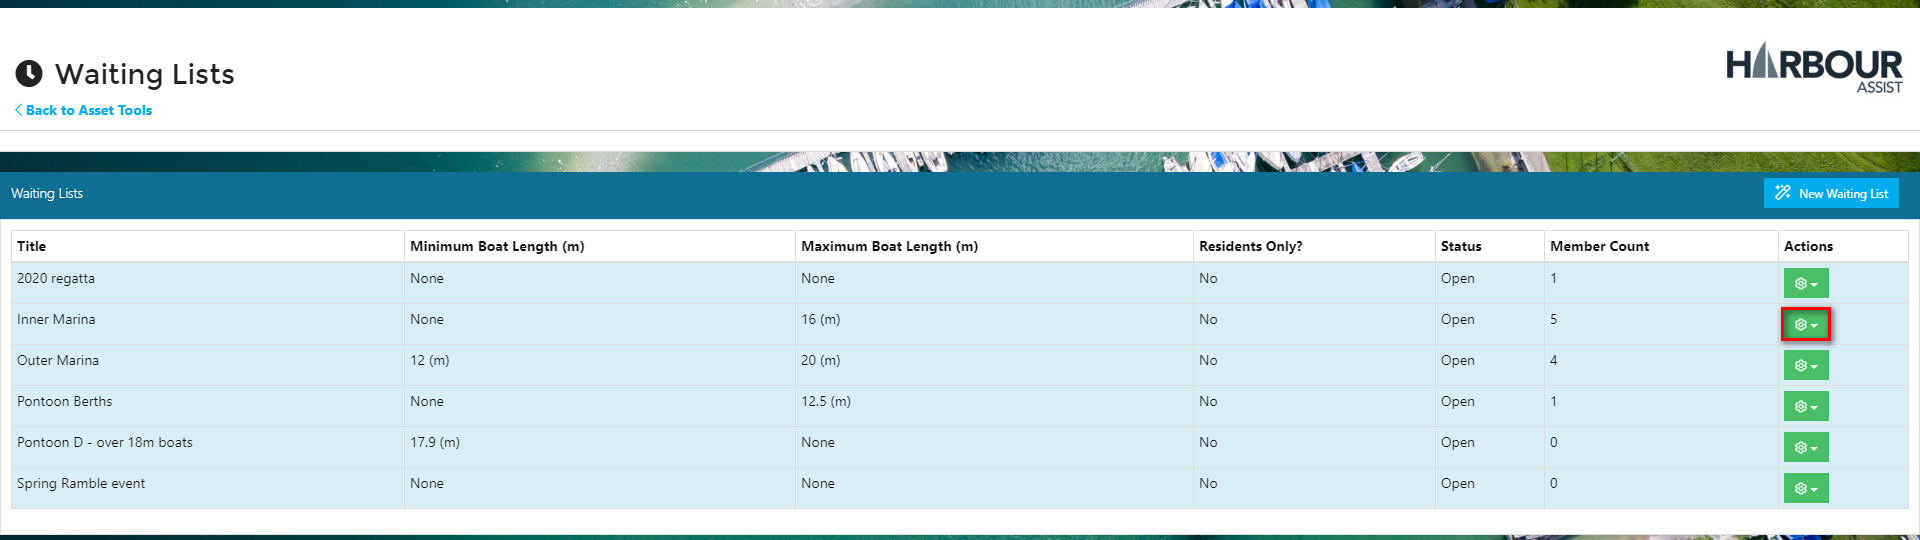 Waiting Lists
HARBOUR
ASSIST
Back to Asset Tools
Waiting Lists
New Waiting List
Title Minimum Boat Length (m) Maximum Boat Length (m) Residents Only? Status Member Count Actions
2020 regatta None None No Open 1
Inner Marina None 16 (m) No Open 5
Outer Marina 12 (m) 20 (m) No Open 4
Pontoon Berths None 12.5 (m) No Open 1
Pontoon D - over 18m boats 17.9 (m) None No Open 0
Spring Ramble event None None No Open 0